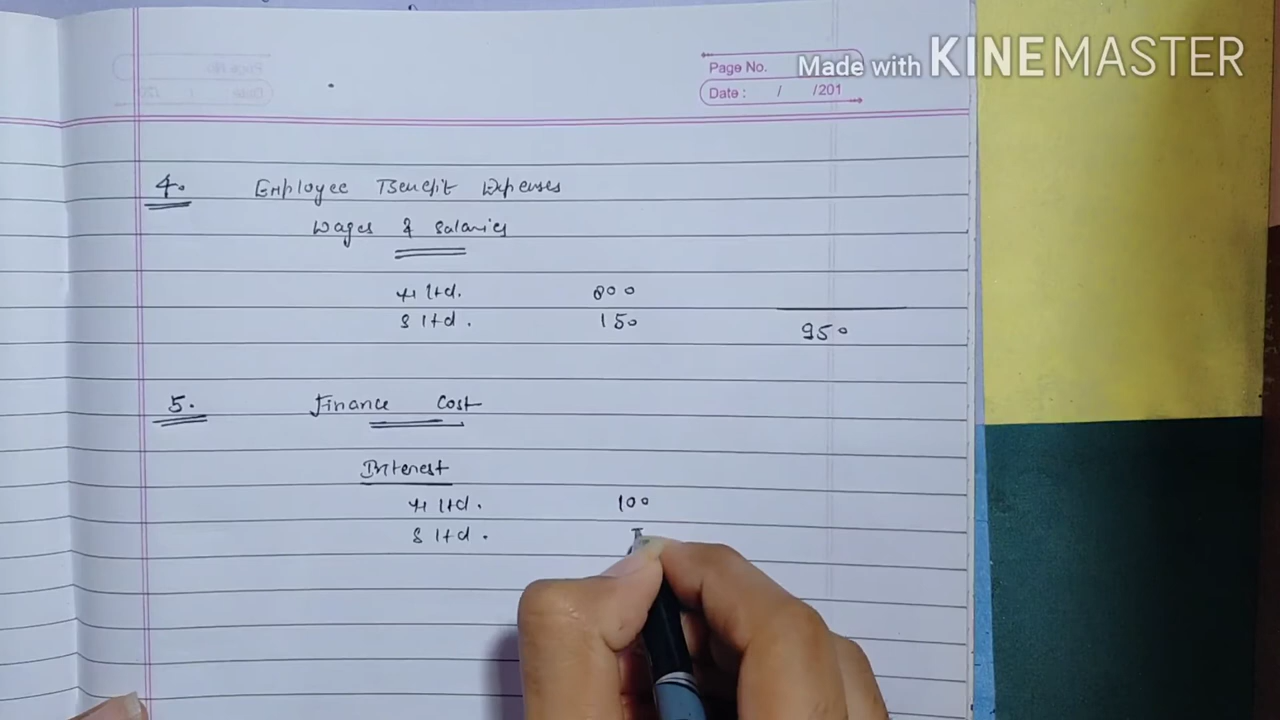 Page No.
Made with KINEMASTER
Date : / /201
4. Employee Benefit Expenses
Wages & Salaries
H ltd. 800
S ltd. 150
950
5. Finance Cost
Interest
H ltd. 100
S ltd.